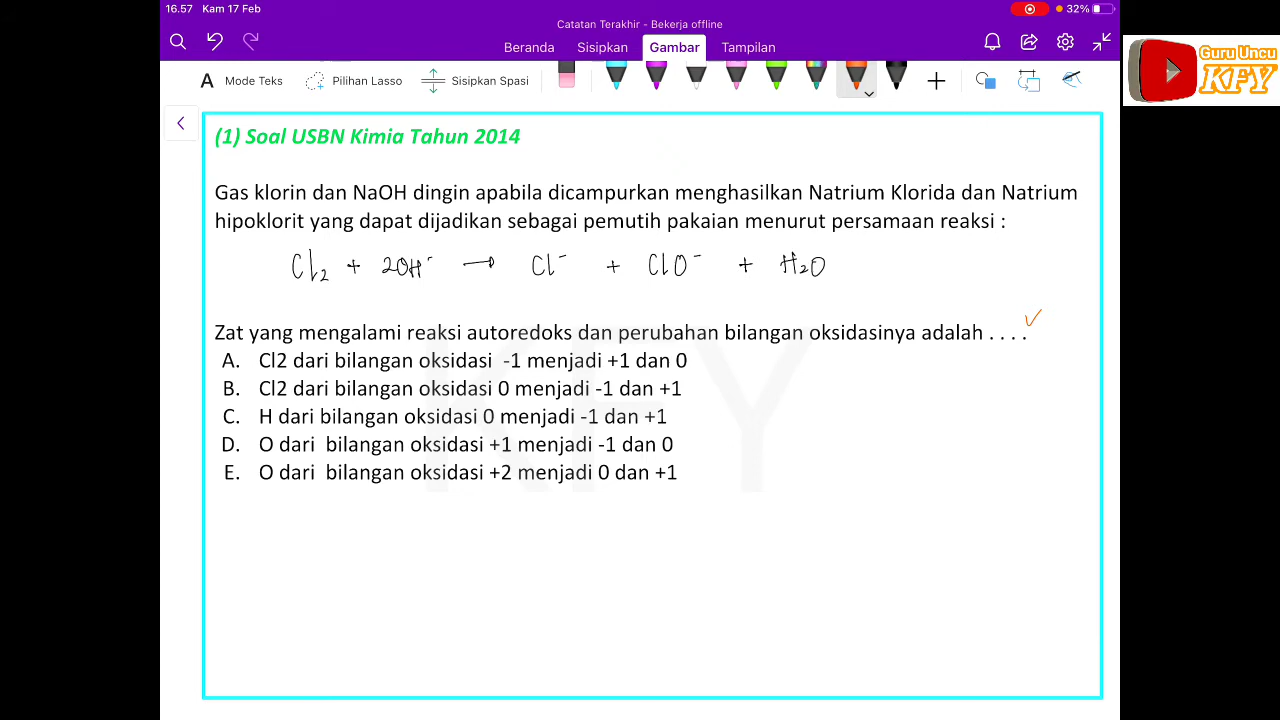 16.57 Kam 17 Feb
32%
Catatan Terakhir - Bekerja offline
Beranda Sisipkan Gambar Tampilan
A Mode Teks Pilihan Lasso Sisipkan Spasi
Guru Uncu
KFY
(1) Soal USBN Kimia Tahun 2014
Gas klorin dan NaOH dingin apabila dicampurkan menghasilkan Natrium Klorida dan Natrium
hipoklorit yang dapat dijadikan sebagai pemutih pakaian menurut persamaan reaksi :
Cl₂ + 2OH⁻ → Cl⁻ + ClO⁻ + H₂O
Zat yang mengalami reaksi autoredoks dan perubahan bilangan oksidasinya adalah . . . .
A. Cl2 dari bilangan oksidasi -1 menjadi +1 dan 0
B. Cl2 dari bilangan oksidasi 0 menjadi -1 dan +1
C. H dari bilangan oksidasi 0 menjadi -1 dan +1
D. O dari bilangan oksidasi +1 menjadi -1 dan 0
E. O dari bilangan oksidasi +2 menjadi 0 dan +1
KFY